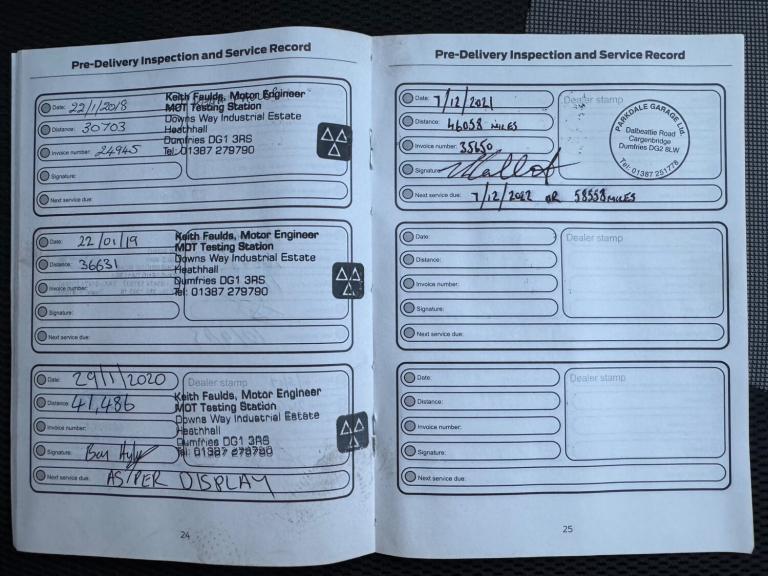 Pre-Delivery Inspection and Service Record
Date: 22/1/2018
Distance: 30703
Invoice number: 24945
Signature:
Next service due:
Keith Faulds, Motor Engineer
MOT Testing Station
Downs Way Industrial Estate
Heathhall
Dumfries DG1 3RS
Tel: 01387 279790
Date: 22/01/19
Distance: 36631
Invoice number:
Signature:
Next service due:
Keith Faulds, Motor Engineer
MOT Testing Station
Downs Way Industrial Estate
Heathhall
Dumfries DG1 3RS
Tel: 01387 279790
Date: 29/1/2020
Distance: 41,486
Invoice number:
Signature:
Next service due: AS PER DISPLAY
Dealer stamp
Keith Faulds, Motor Engineer
MOT Testing Station
Downs Way Industrial Estate
Heathhall
Dumfries DG1 3RS
Tel: 01387 279790
24
Pre-Delivery Inspection and Service Record
Date: 7/12/2021
Distance: 46058 MILES
Invoice number: 35650
Signature:
Next service due: 7/12/2022 OR 58558 MILES
Dealer stamp
PARKDALE GARAGE Ltd.
Dalbeattie Road
Cargenbridge
Dumfries DG2 8LW
Tel: 01387 251778
Date:
Distance:
Invoice number:
Signature:
Next service due:
Dealer stamp
Date:
Distance:
Invoice number:
Signature:
Next service due:
Dealer stamp
25